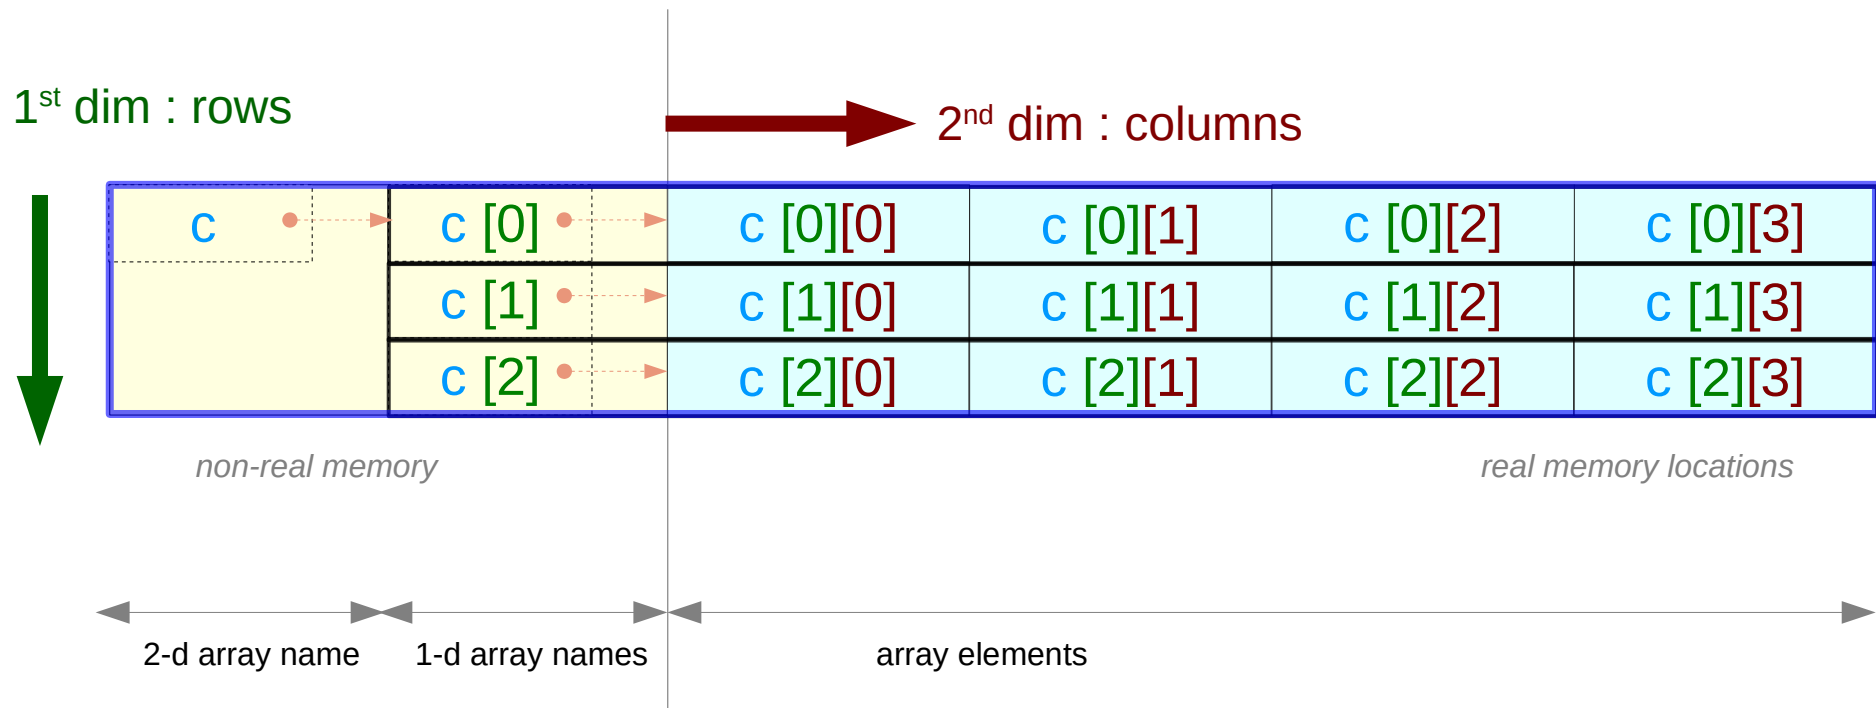 1st dim : rows
2nd dim : columns
c c [0] c [0][0] c [0][1] c [0][2] c [0][3]
c [1] c [1][0] c [1][1] c [1][2] c [1][3]
c [2] c [2][0] c [2][1] c [2][2] c [2][3]
non-real memory real memory locations
2-d array name 1-d array names array elements